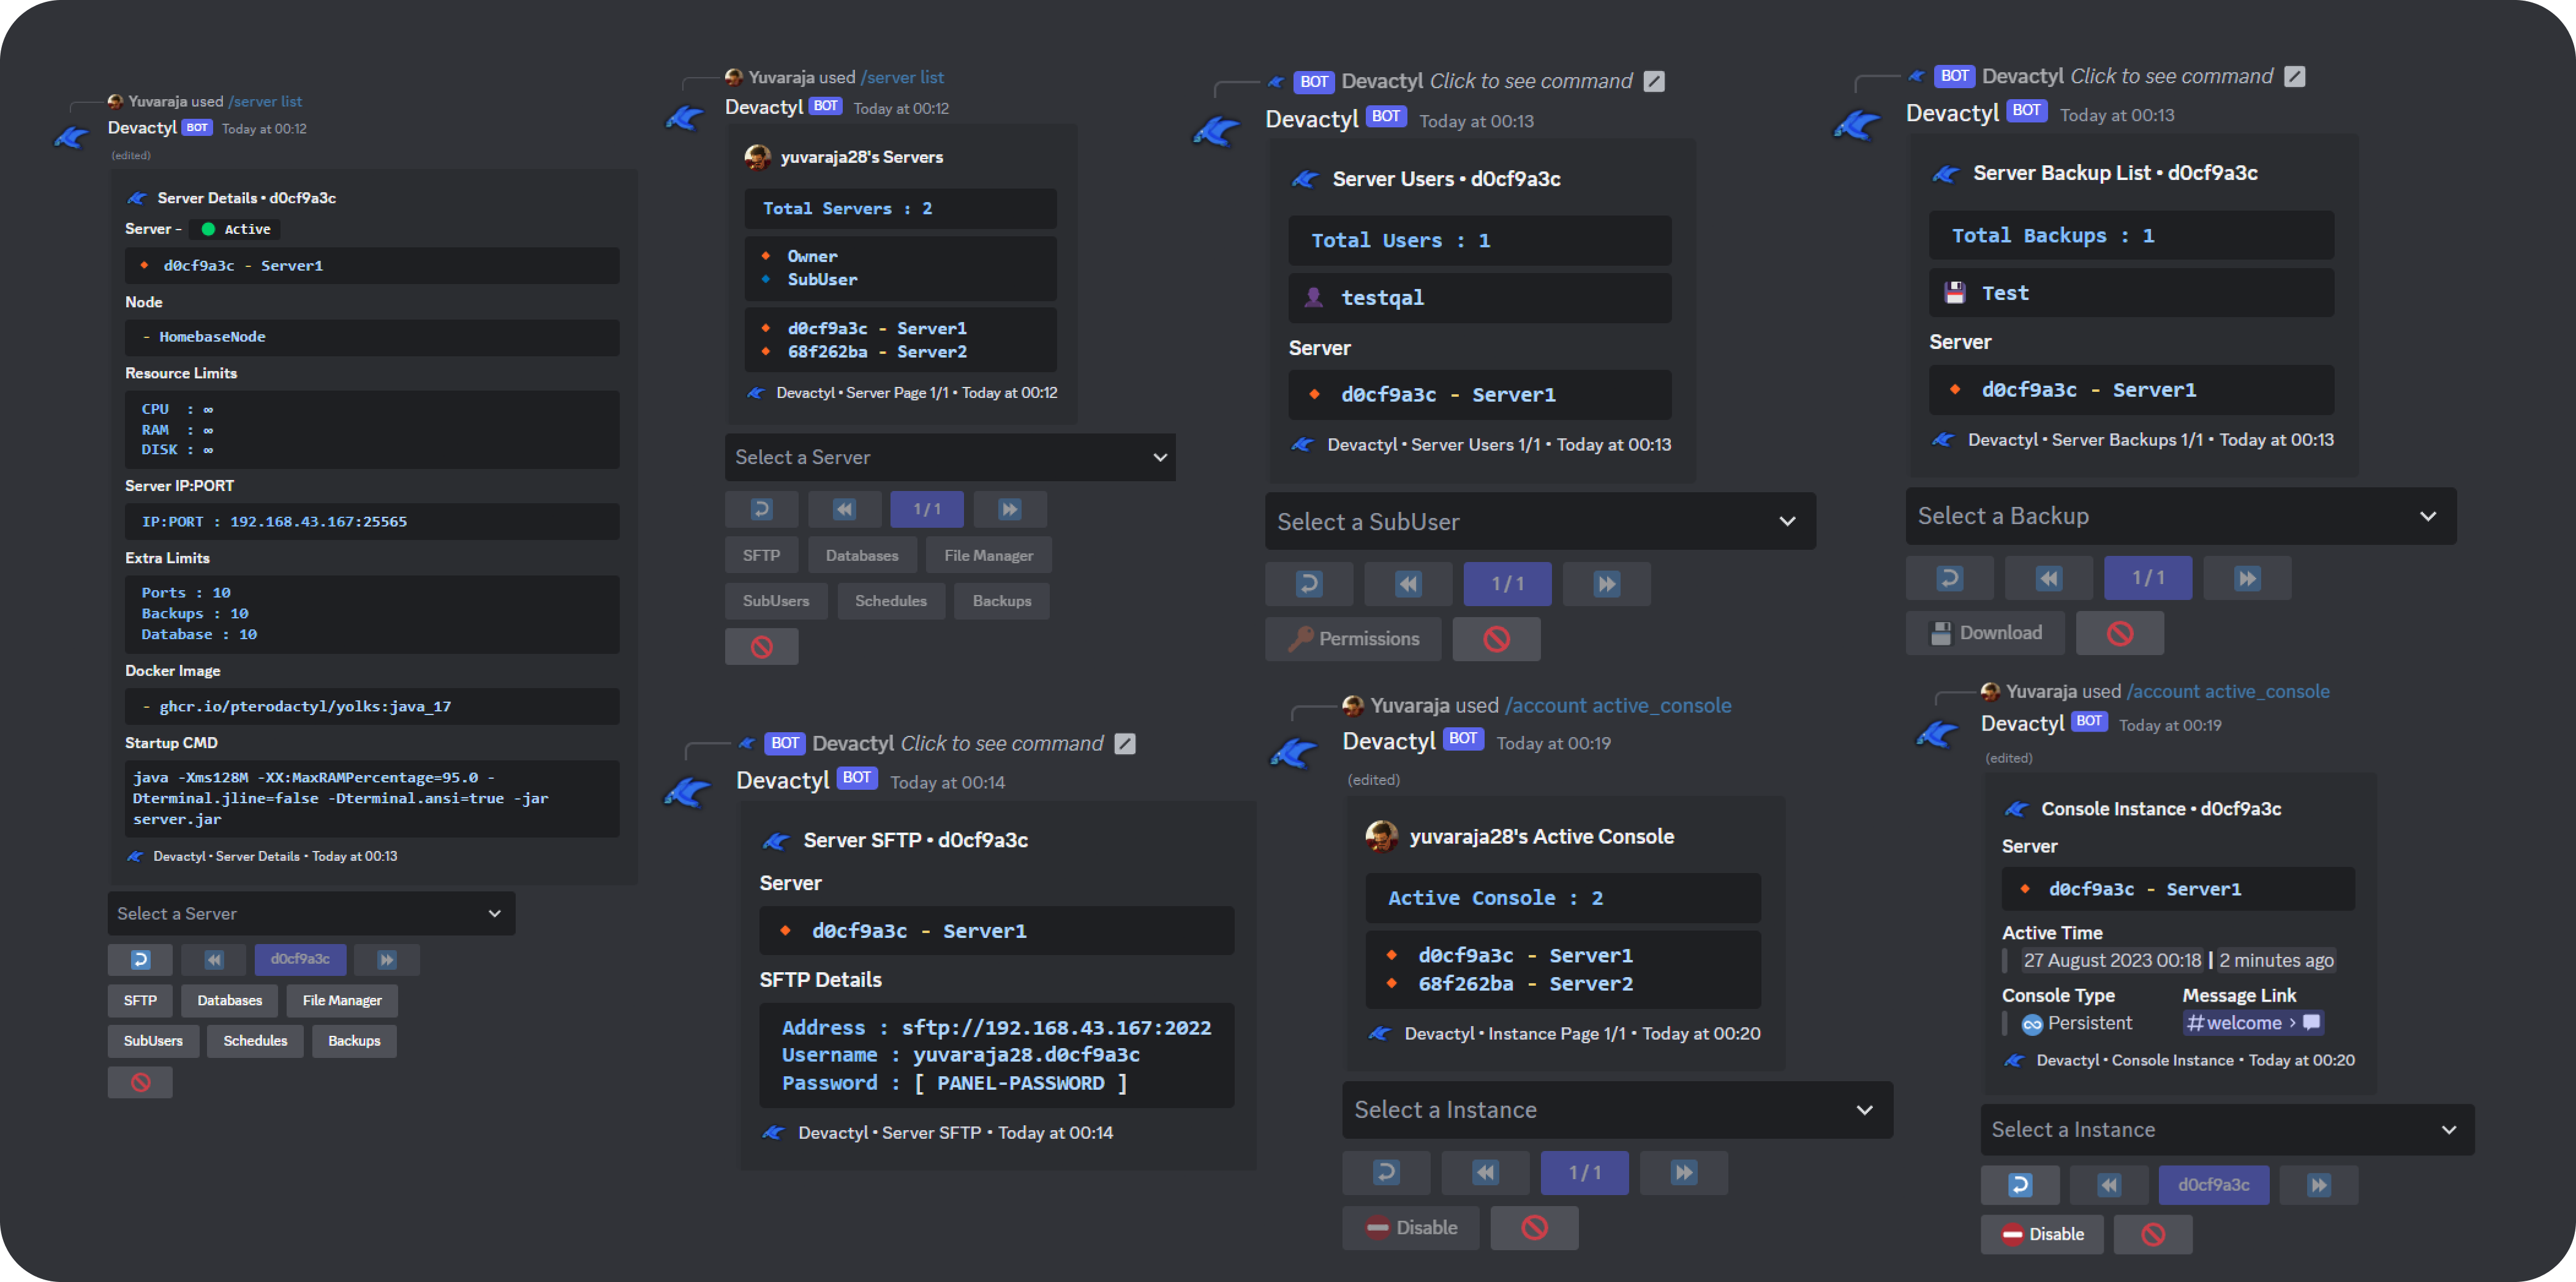 Yuvaraja used /server list
Devactyl BOT Today at 00:12
(edited)
Server Details • d0cf9a3c
Server - Active
d0cf9a3c - Server1
Node
- HomebaseNode
Resource Limits
CPU : ∞
RAM : ∞
DISK : ∞
Server IP:PORT
IP:PORT : 192.168.43.167:25565
Extra Limits
Ports : 10
Backups : 10
Database : 10
Docker Image
- ghcr.io/pterodactyl/yolks:java_17
Startup CMD
java -Xms128M -XX:MaxRAMPercentage=95.0 -
Dterminal.jline=false -Dterminal.ansi=true -jar
server.jar
Devactyl • Server Details • Today at 00:13
Select a Server
d0cf9a3c
SFTP Databases File Manager
SubUsers Schedules Backups
Yuvaraja used /server list
Devactyl BOT Today at 00:12
yuvaraja28's Servers
Total Servers : 2
Owner
SubUser
d0cf9a3c - Server1
68f262ba - Server2
Devactyl • Server Page 1/1 • Today at 00:12
Select a Server
1 / 1
SFTP Databases File Manager
SubUsers Schedules Backups
BOT Devactyl Click to see command
Devactyl BOT Today at 00:13
Server Users • d0cf9a3c
Total Users : 1
testqal
Server
d0cf9a3c - Server1
Devactyl • Server Users 1/1 • Today at 00:13
Select a SubUser
1 / 1
Permissions
BOT Devactyl Click to see command
Devactyl BOT Today at 00:13
Server Backup List • d0cf9a3c
Total Backups : 1
Test
Server
d0cf9a3c - Server1
Devactyl • Server Backups 1/1 • Today at 00:13
Select a Backup
1 / 1
Download
BOT Devactyl Click to see command
Devactyl BOT Today at 00:14
Server SFTP • d0cf9a3c
Server
d0cf9a3c - Server1
SFTP Details
Address : sftp://192.168.43.167:2022
Username : yuvaraja28.d0cf9a3c
Password : [ PANEL-PASSWORD ]
Devactyl • Server SFTP • Today at 00:14
Yuvaraja used /account active_console
Devactyl BOT Today at 00:19
(edited)
yuvaraja28's Active Console
Active Console : 2
d0cf9a3c - Server1
68f262ba - Server2
Devactyl • Instance Page 1/1 • Today at 00:20
Select a Instance
1 / 1
Disable
Yuvaraja used /account active_console
Devactyl BOT Today at 00:19
(edited)
Console Instance • d0cf9a3c
Server
d0cf9a3c - Server1
Active Time
27 August 2023 00:18 | 2 minutes ago
Console Type Message Link
Persistent #welcome ›
Devactyl • Console Instance • Today at 00:20
Select a Instance
d0cf9a3c
Disable